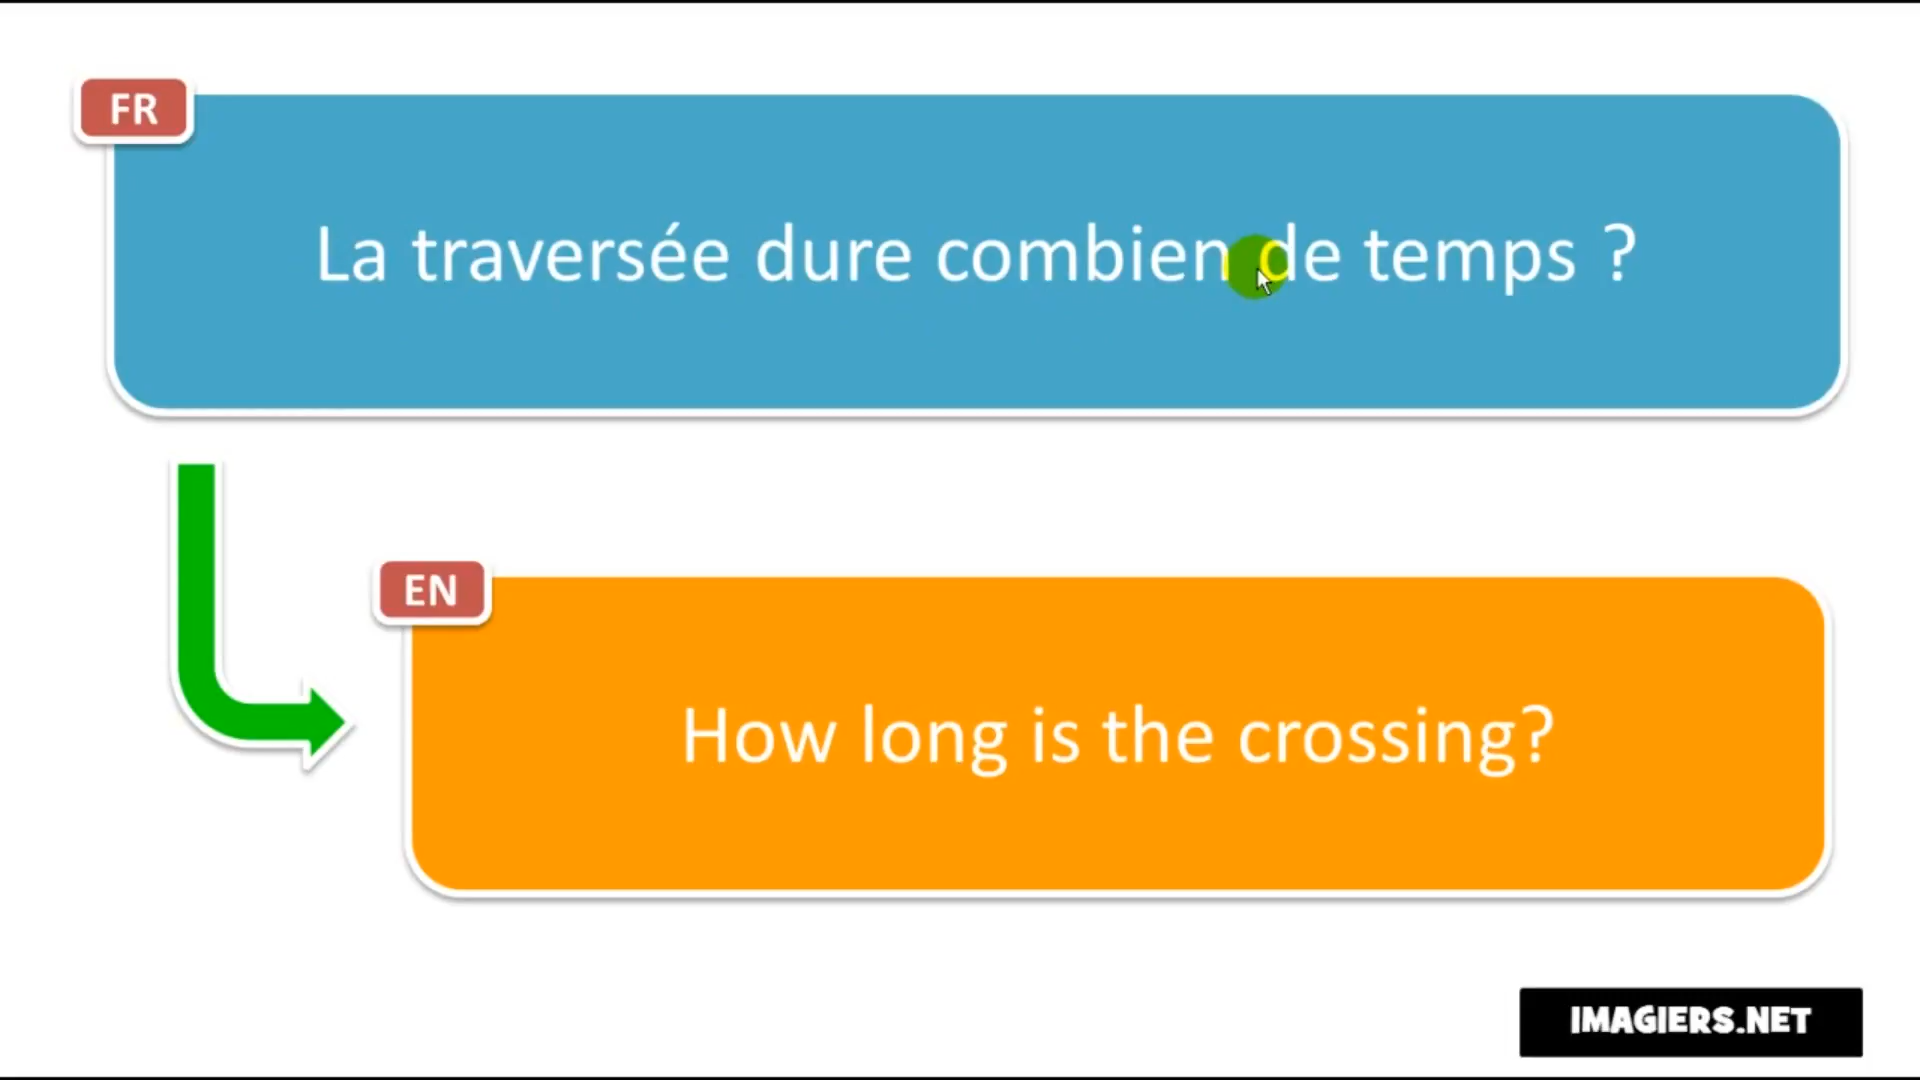 FR
La traversée dure combien de temps ?
EN
How long is the crossing?
IMAGIERS.NET